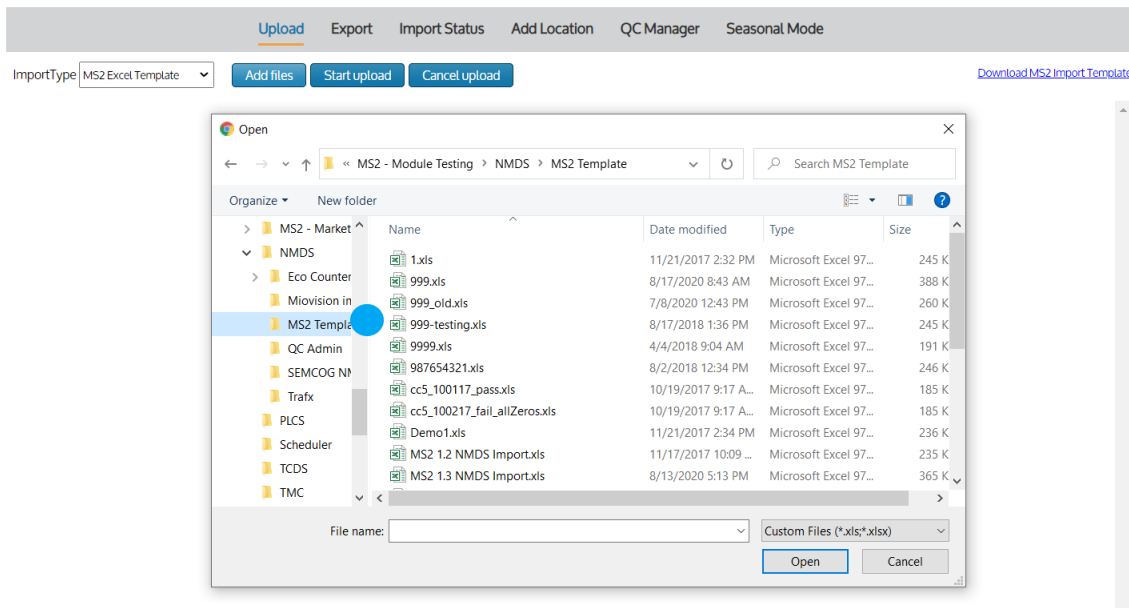 Upload Export Import Status Add Location QC Manager Seasonal Mode
ImportType MS2 Excel Template Add files Start upload Cancel upload Download MS2 Import Template
Open
« MS2 - Module Testing > NMDS > MS2 Template Search MS2 Template
Organize New folder
MS2 - Market Name Date modified Type Size
NMDS
1.xls 11/21/2017 2:32 PM Microsoft Excel 97... 245 K
Eco Counter 999.xls 8/17/2020 8:43 AM Microsoft Excel 97... 388 K
Miovision in 999_old.xls 7/8/2020 12:43 PM Microsoft Excel 97... 260 K
MS2 Templa 999-testing.xls 8/17/2018 1:36 PM Microsoft Excel 97... 245 K
QC Admin 9999.xls 4/4/2018 9:04 AM Microsoft Excel 97... 191 K
SEMCOG NM 987654321.xls 8/2/2018 12:34 PM Microsoft Excel 97... 246 K
Trafx cc5_100117_pass.xls 10/19/2017 9:17 A... Microsoft Excel 97... 185 K
cc5_100217_fail_allZeros.xls 10/19/2017 9:17 A... Microsoft Excel 97... 185 K
PLCS Demo1.xls 11/21/2017 2:34 PM Microsoft Excel 97... 236 K
Scheduler MS2 1.2 NMDS Import.xls 11/17/2017 10:09 ... Microsoft Excel 97... 235 K
TCDS MS2 1.3 NMDS Import.xls 8/13/2020 5:13 PM Microsoft Excel 97... 365 K
TMC
File name: Custom Files (*.xls;*.xlsx)
Open Cancel